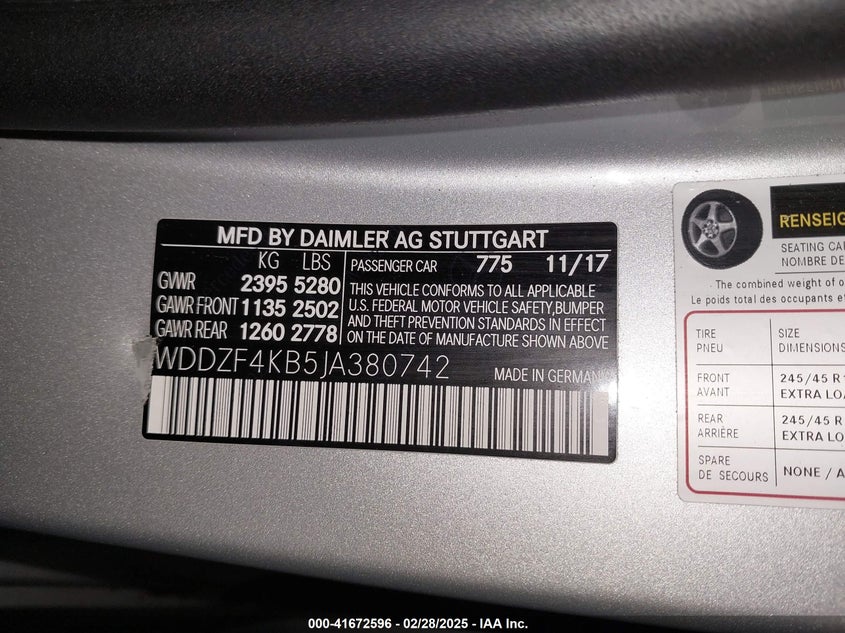 MFD BY DAIMLER AG STUTTGART
KG LBS
GVWR 2395 5280
GAWR FRONT 1135 2502
GAWR REAR 1260 2778
PASSENGER CAR 775 11/17
THIS VEHICLE CONFORMS TO ALL APPLICABLE
U.S. FEDERAL MOTOR VEHICLE SAFETY,BUMPER
AND THEFT PREVENTION STANDARDS IN EFFECT
ON THE DATE OF MANUFACTURE SHOWN ABOVE
WDDZF4KB5JA380742
MADE IN GERMANY
RENSEIG
SEATING CAP
NOMBRE DE
The combined weight of o
Le poids total des occupants et
TIRE SIZE
PNEU DIMENSIONS
FRONT 245/45 R
AVANT EXTRA LOA
REAR 245/45 R
ARRIÈRE EXTRA LO
SPARE NONE / A
DE SECOURS
000-41672596 - 02/28/2025 - IAA Inc.